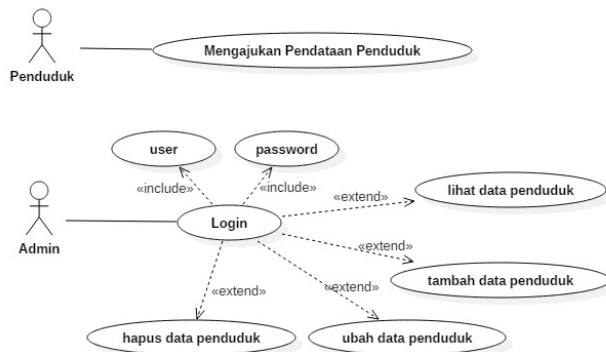 Mengajukan Pendataan Penduduk
Penduduk
user
password
«include»
«include»
lihat data penduduk
«extend»
Login
Admin
«extend»
tambah data penduduk
«extend»
«extend»
hapus data penduduk
ubah data penduduk